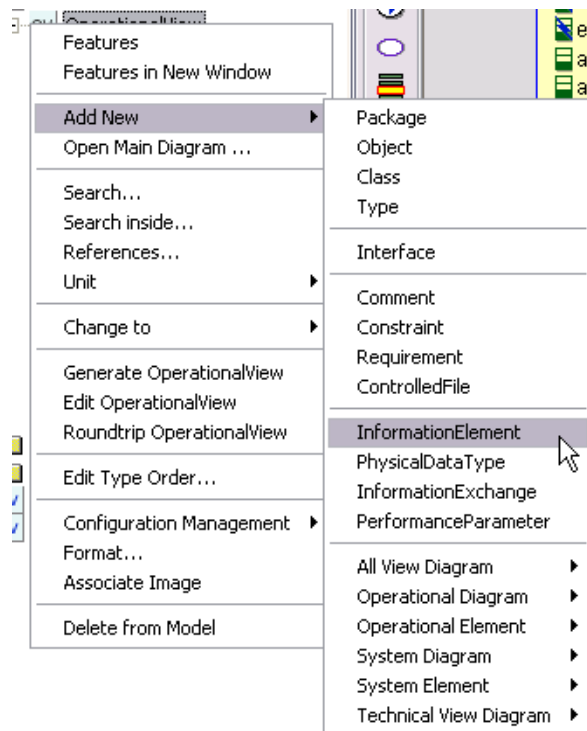 OperationalView
Features
Features in New Window
Add New
Open Main Diagram ...
Search...
Search inside...
References...
Unit
Change to
Generate OperationalView
Edit OperationalView
Roundtrip OperationalView
Edit Type Order...
Configuration Management
Format...
Associate Image
Delete from Model
Package
Object
Class
Type
Interface
Comment
Constraint
Requirement
ControlledFile
InformationElement
PhysicalDataType
InformationExchange
PerformanceParameter
All View Diagram
Operational Diagram
Operational Element
System Diagram
System Element
Technical View Diagram
e
a
a